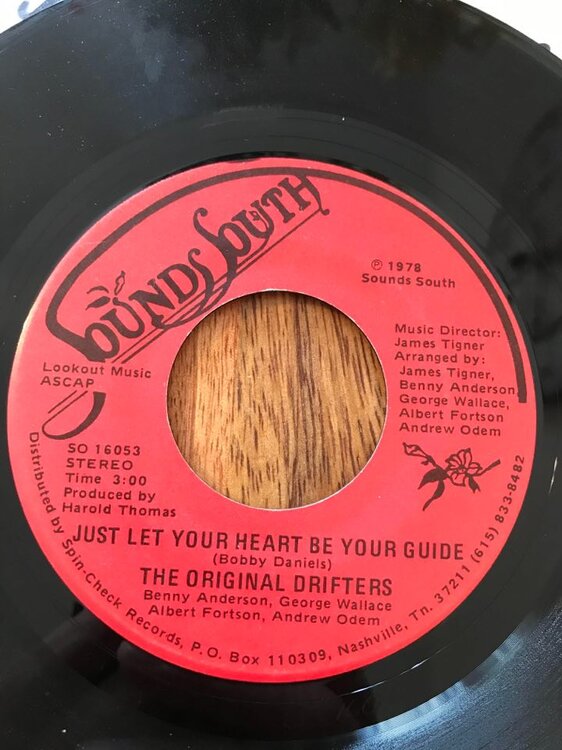 SOUNDS SOUTH
℗ 1978
Sounds South
Lookout Music
ASCAP
Music Director:
James Tigner
Arranged by:
James Tigner,
Benny Anderson,
George Wallace,
Albert Fortson,
Andrew Odem
SO 16053
STEREO
Time 3:00
Produced by
Harold Thomas
JUST LET YOUR HEART BE YOUR GUIDE
(Bobby Daniels)
THE ORIGINAL DRIFTERS
Benny Anderson, George Wallace
Albert Fortson, Andrew Odem
Distributed by Spin-Check Records, P.O. Box 110309, Nashville, Tn. 37211 (615) 833-8482